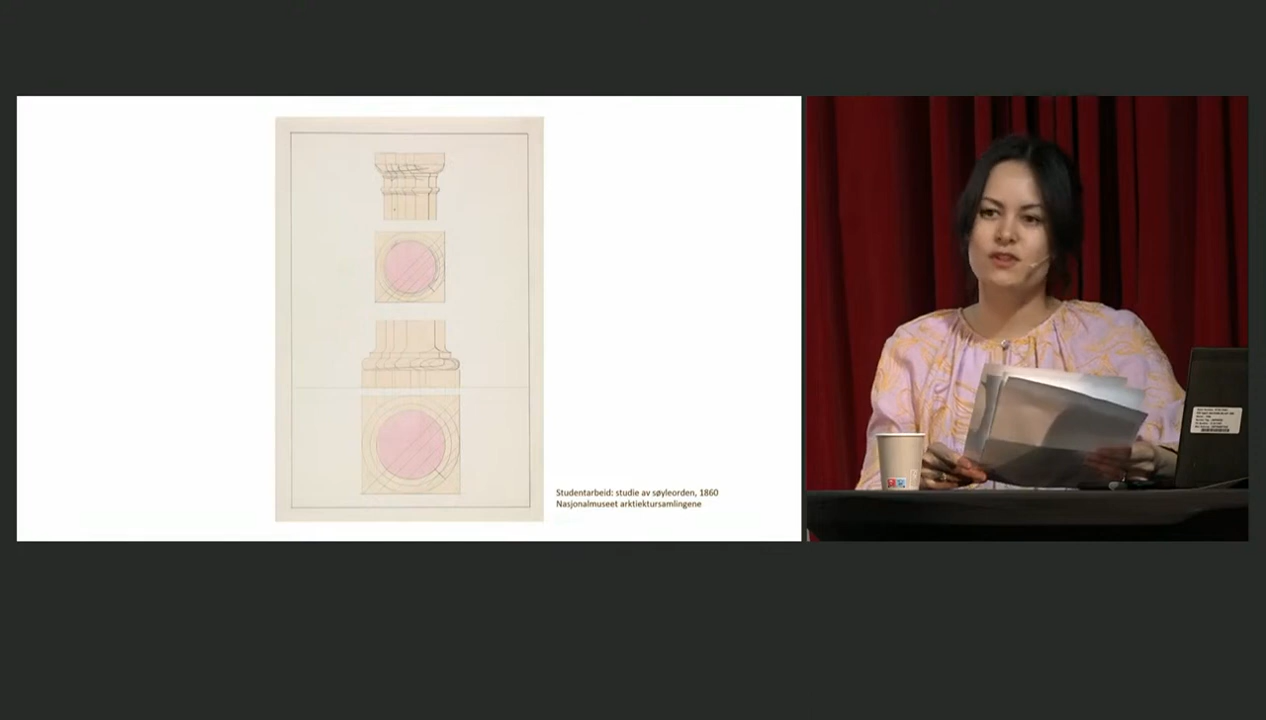 Studentarbeid: studie av søyleorden, 1860
Nasjonalmuseet arktiektursamlingene